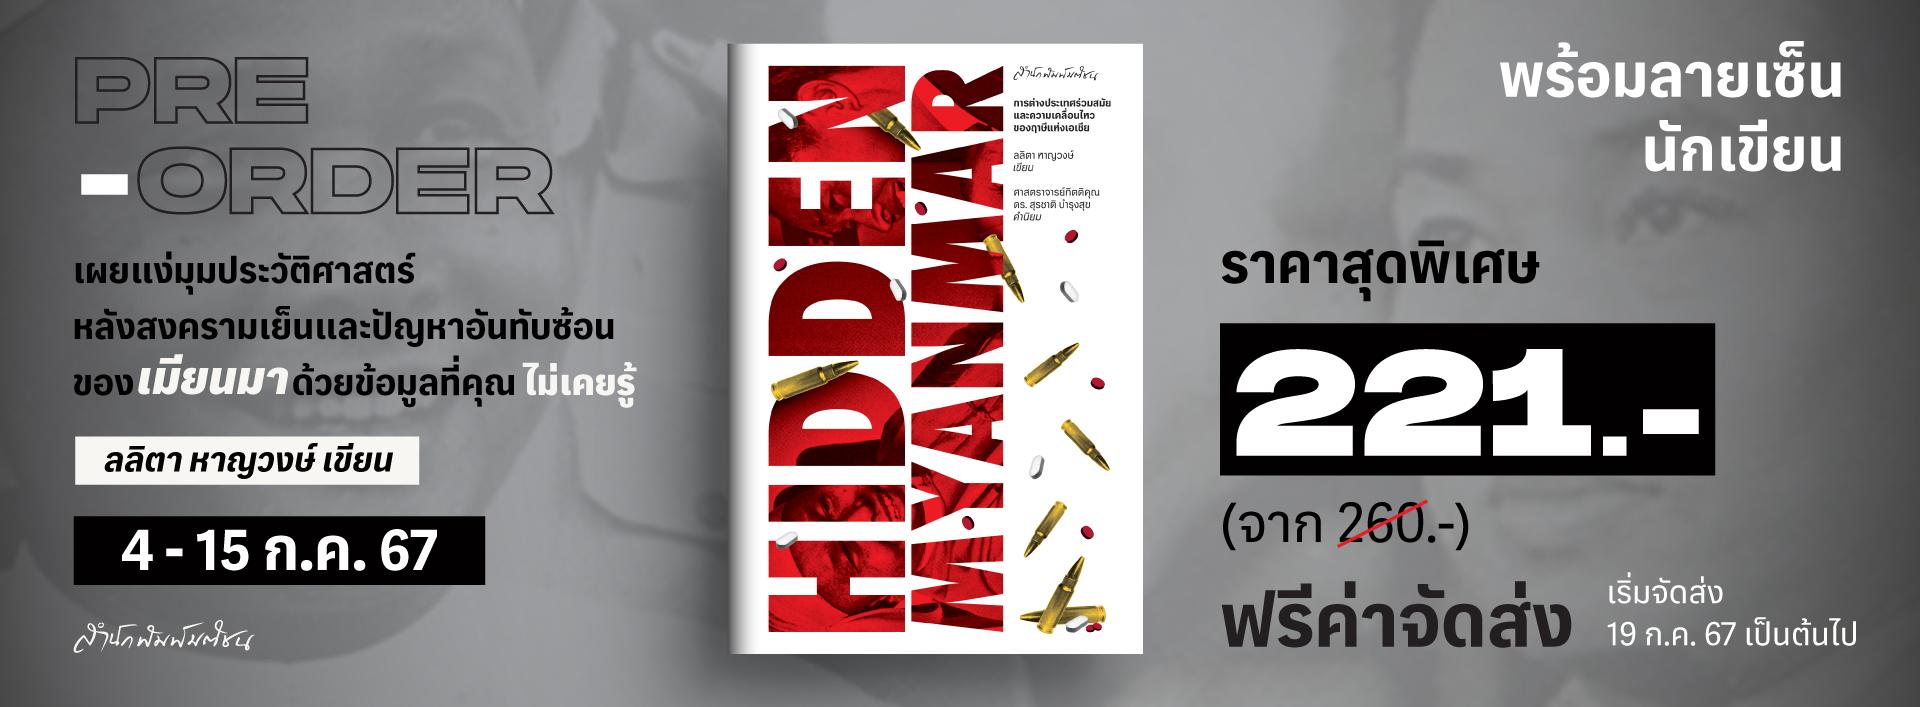 PRE
-ORDER
เผยแง่มุมประวัติศาสตร์
หลังสงครามเย็นและปัญหาอันทับซ้อน
ของเมียนมาด้วยข้อมูลที่คุณ ไม่เคยรู้
ลลิตา หาญวงษ์ เขียน
4 - 15 ก.ค. 67
สำนักพิมพ์มติชน
HIDDEN
MYANMAR
สำนักพิมพ์มติชน
การต่างประเทศร่วมสมัย
และความเคลื่อนไหว
ของฤาษีแห่งเอเชีย
ลลิตา หาญวงษ์
เขียน
ศาสตราจารย์กิตติคุณ
ดร. สุรชาติ บำรุงสุข
คำนิยม
พร้อมลายเซ็น
นักเขียน
ราคาสุดพิเศษ
221.-
(จาก 260.-)
ฟรีค่าจัดส่ง
เริ่มจัดส่ง
19 ก.ค. 67 เป็นต้นไป